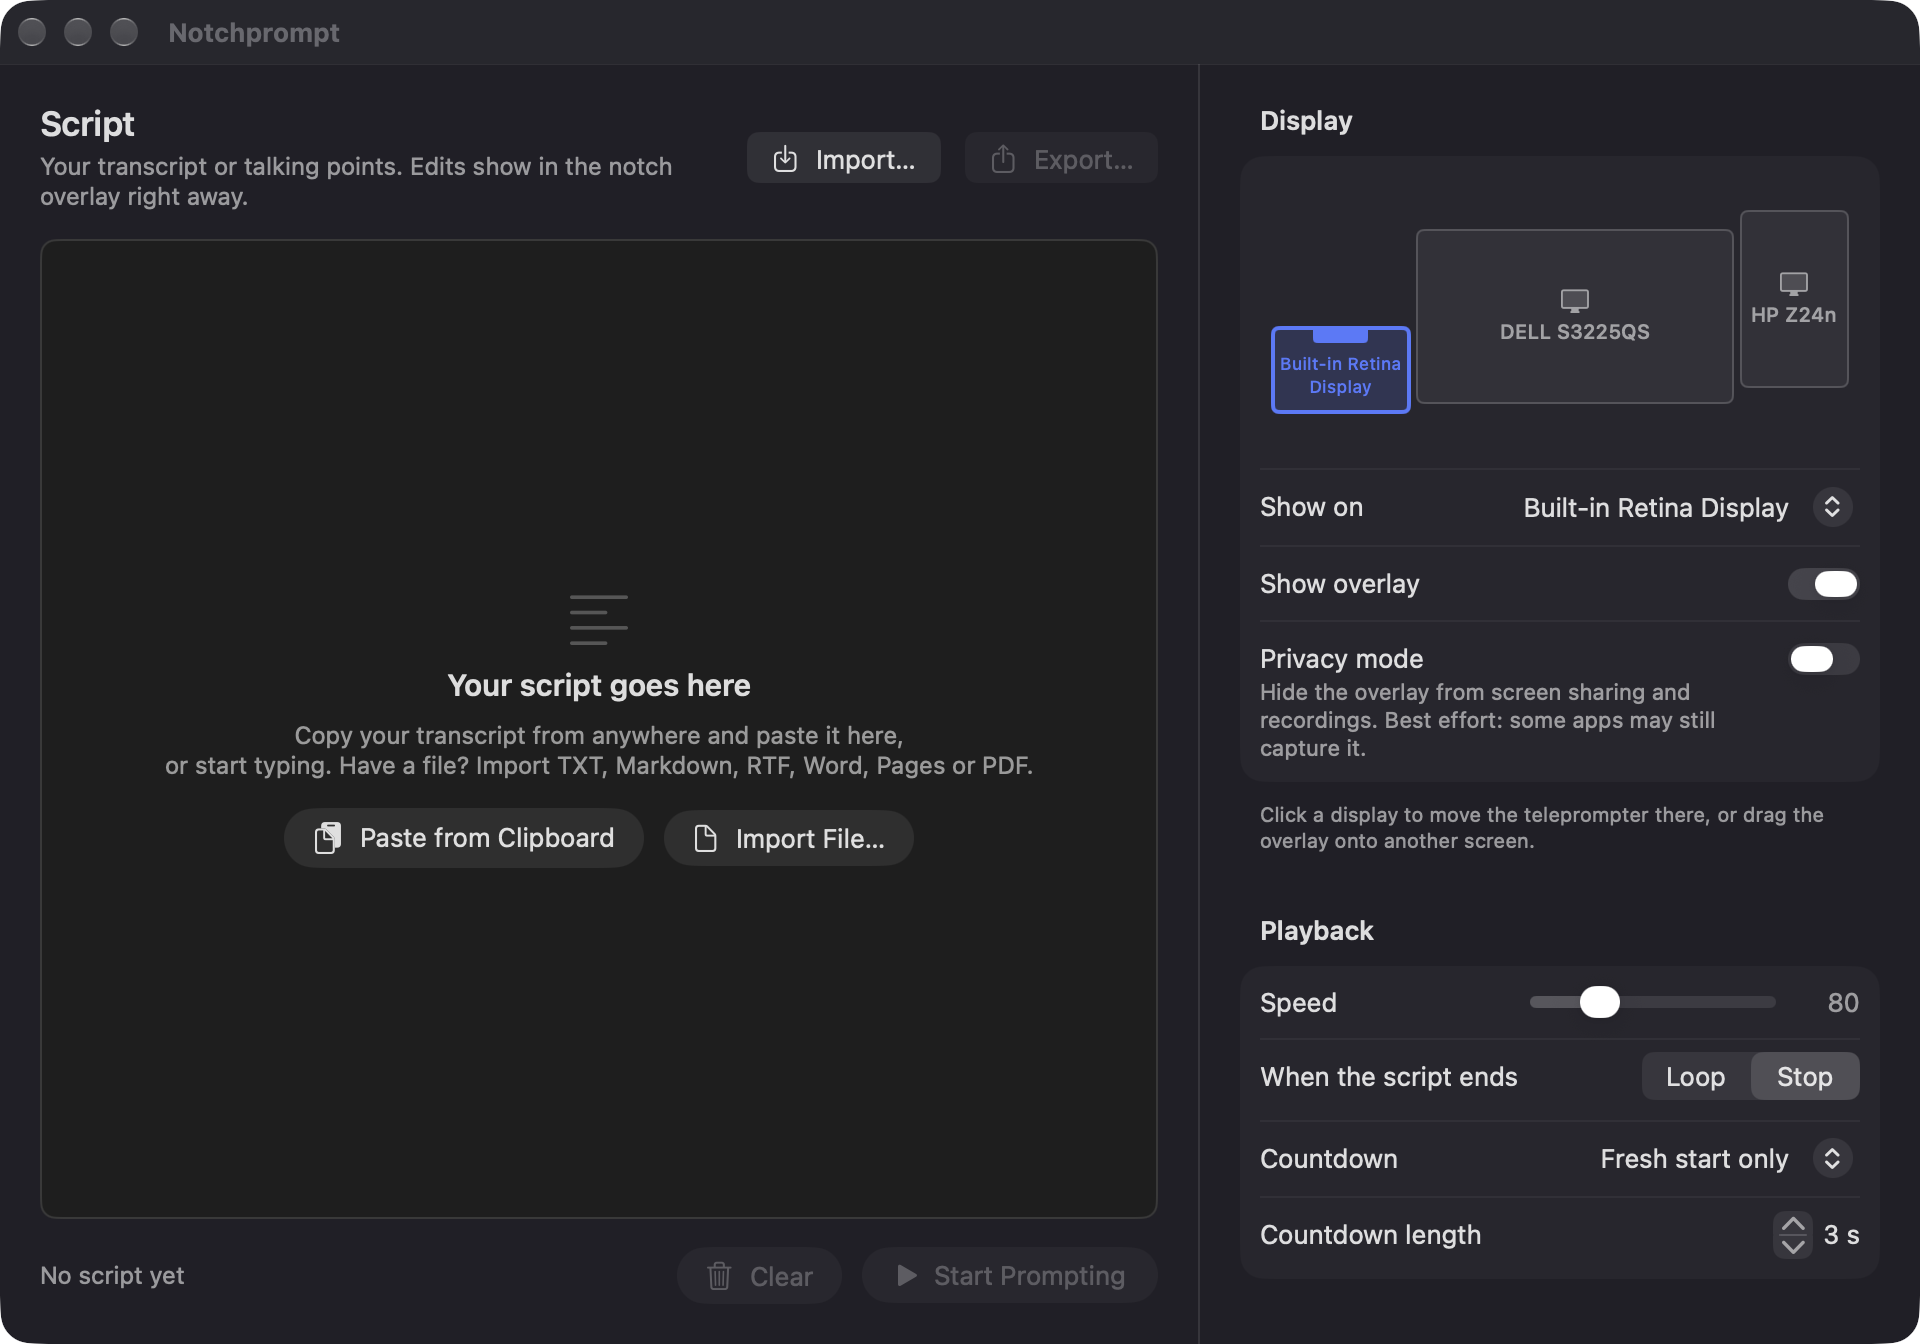 Notchprompt
Script
Your transcript or talking points. Edits show in the notch
overlay right away.
Import...
Export...
Your script goes here
Copy your transcript from anywhere and paste it here,
or start typing. Have a file? Import TXT, Markdown, RTF, Word, Pages or PDF.
Paste from Clipboard
Import File...
No script yet
Clear
Start Prompting
Display
Built-in Retina
Display
DELL S3225QS
HP Z24n
Show on
Built-in Retina Display
Show overlay
Privacy mode
Hide the overlay from screen sharing and
recordings. Best effort: some apps may still
capture it.
Click a display to move the teleprompter there, or drag the
overlay onto another screen.
Playback
Speed
80
When the script ends
Loop
Stop
Countdown
Fresh start only
Countdown length
3 s